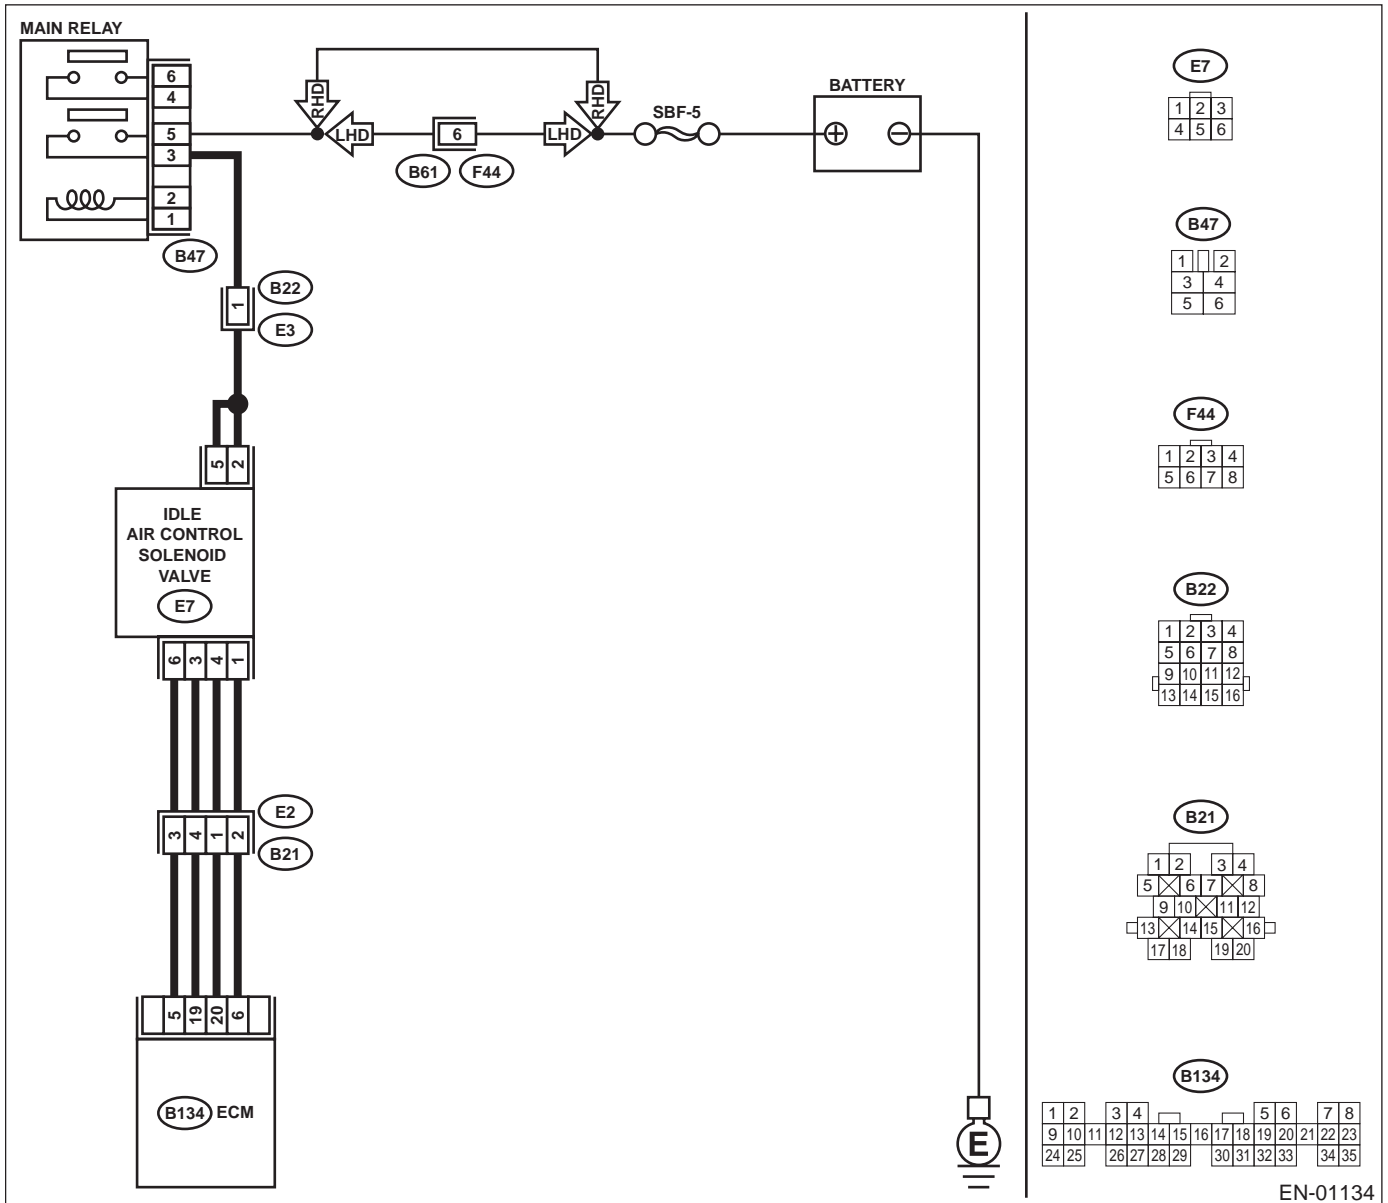 MAIN RELAY
6
4
5
3
2
1
B47
RHD
LHD
6
B61
F44
LHD
RHD
SBF-5
BATTERY
+
−
1
B22
E3
5 2
IDLE
AIR CONTROL
SOLENOID
VALVE
E7
6 3 4 1
E2
3 4 1 2
B21
5 19 20 6
B134 ECM
E
E7
1 2 3
4 5 6
B47
1 2
3 4
5 6
F44
1 2 3 4
5 6 7 8
B22
1 2 3 4
5 6 7 8
9 10 11 12
13 14 15 16
B21
1 2 3 4
5 6 7 8
9 10 11 12
13 14 15 16
17 18 19 20
B134
1 2 3 4 5 6 7 8
9 10 11 12 13 14 15 16 17 18 19 20 21 22 23
24 25 26 27 28 29 30 31 32 33 34 35
EN-01134